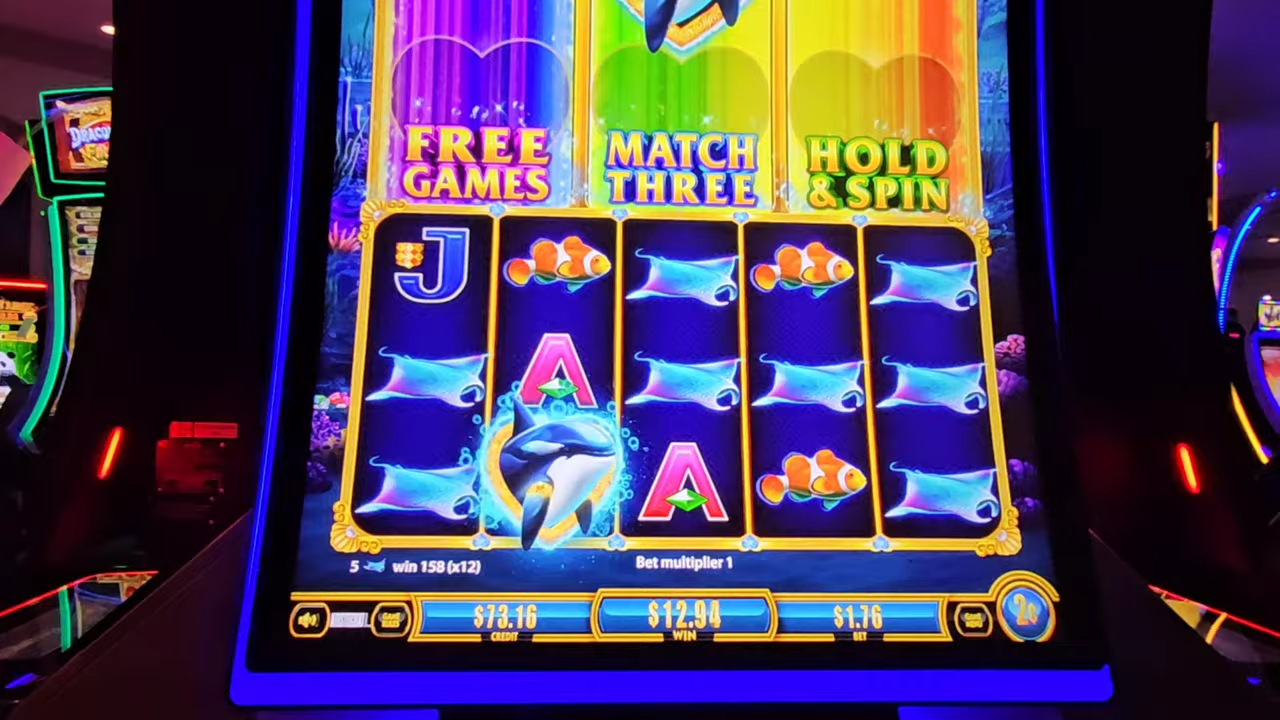 FREE
GAMES
MATCH
THREE
HOLD
& SPIN
J
A
A
5 win 158 (x12)
Bet multiplier 1
$73.16
CREDIT
$12.94
WIN
$1.76
BET
2¢